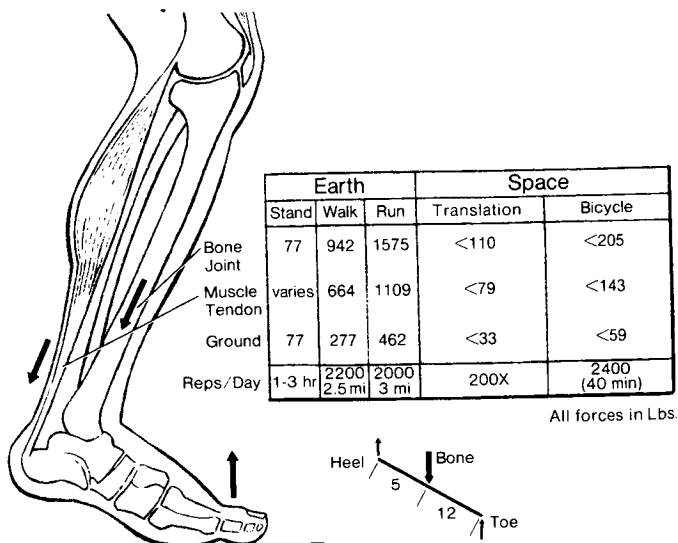 Earth Space
Stand Walk Run Translation Bicycle
Bone
Joint 77 942 1575 <110 <205
Muscle
Tendon varies 664 1109 <79 <143
Ground 77 277 462 <33 <59
Reps/Day 1-3 hr 2200 2000 200X 2400
2.5 mi 3 mi (40 min)
All forces in Lbs.
Heel Bone
5
12
Toe